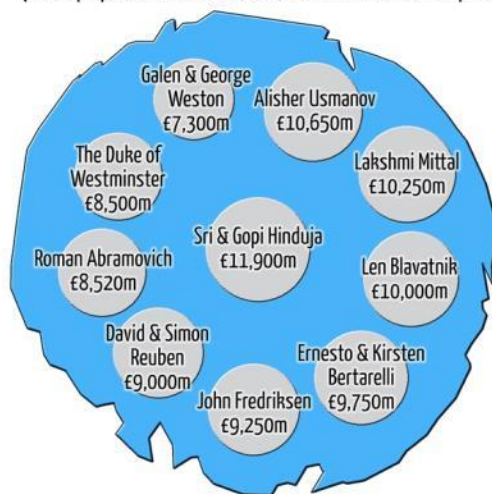 Galen & George
Weston
£7,300m
Alisher Usmanov
£10,650m
Lakshmi Mittal
£10,250m
The Duke of
Westminster
£8,500m
Sri & Gopi Hinduja
£11,900m
Roman Abramovich
£8,520m
Len Blavatnik
£10,000m
David & Simon
Reuben
£9,000m
Ernesto & Kirsten
Bertarelli
£9,750m
John Fredriksen
£9,250m